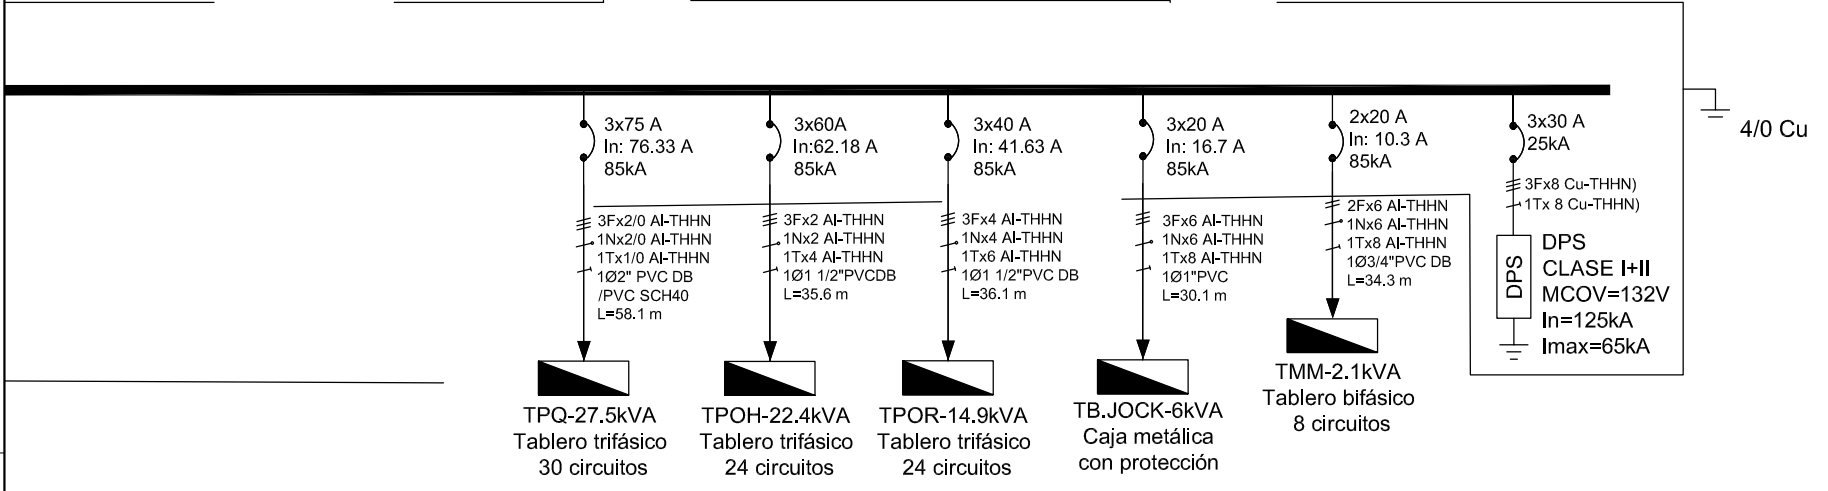 3x75 A
In: 76.33 A
85kA
3Fx2/0 Al-THHN
1Nx2/0 Al-THHN
1Tx1/0 Al-THHN
1Ø2" PVC DB
/PVC SCH40
L=58.1 m
TPQ-27.5kVA
Tablero trifásico
30 circuitos
3x60A
In:62.18 A
85kA
3Fx2 Al-THHN
1Nx2 Al-THHN
1Tx4 Al-THHN
1Ø1 1/2"PVCDB
L=35.6 m
TPOH-22.4kVA
Tablero trifásico
24 circuitos
3x40 A
In: 41.63 A
85kA
3Fx4 Al-THHN
1Nx4 Al-THHN
1Tx6 Al-THHN
1Ø1 1/2"PVC DB
L=36.1 m
TPOR-14.9kVA
Tablero trifásico
24 circuitos
3x20 A
In: 16.7 A
85kA
3Fx6 Al-THHN
1Nx6 Al-THHN
1Tx8 Al-THHN
1Ø1"PVC
L=30.1 m
TB.JOCK-6kVA
Caja metálica
con protección
2x20 A
In: 10.3 A
85kA
2Fx6 Al-THHN
1Nx6 Al-THHN
1Tx8 Al-THHN
1Ø3/4"PVC DB
L=34.3 m
TMM-2.1kVA
Tablero bifásico
8 circuitos
3x30 A
25kA
3Fx8 Cu-THHN)
1Tx 8 Cu-THHN)
DPS
DPS
CLASE I+II
MCOV=132V
In=125kA
Imax=65kA
4/0 Cu